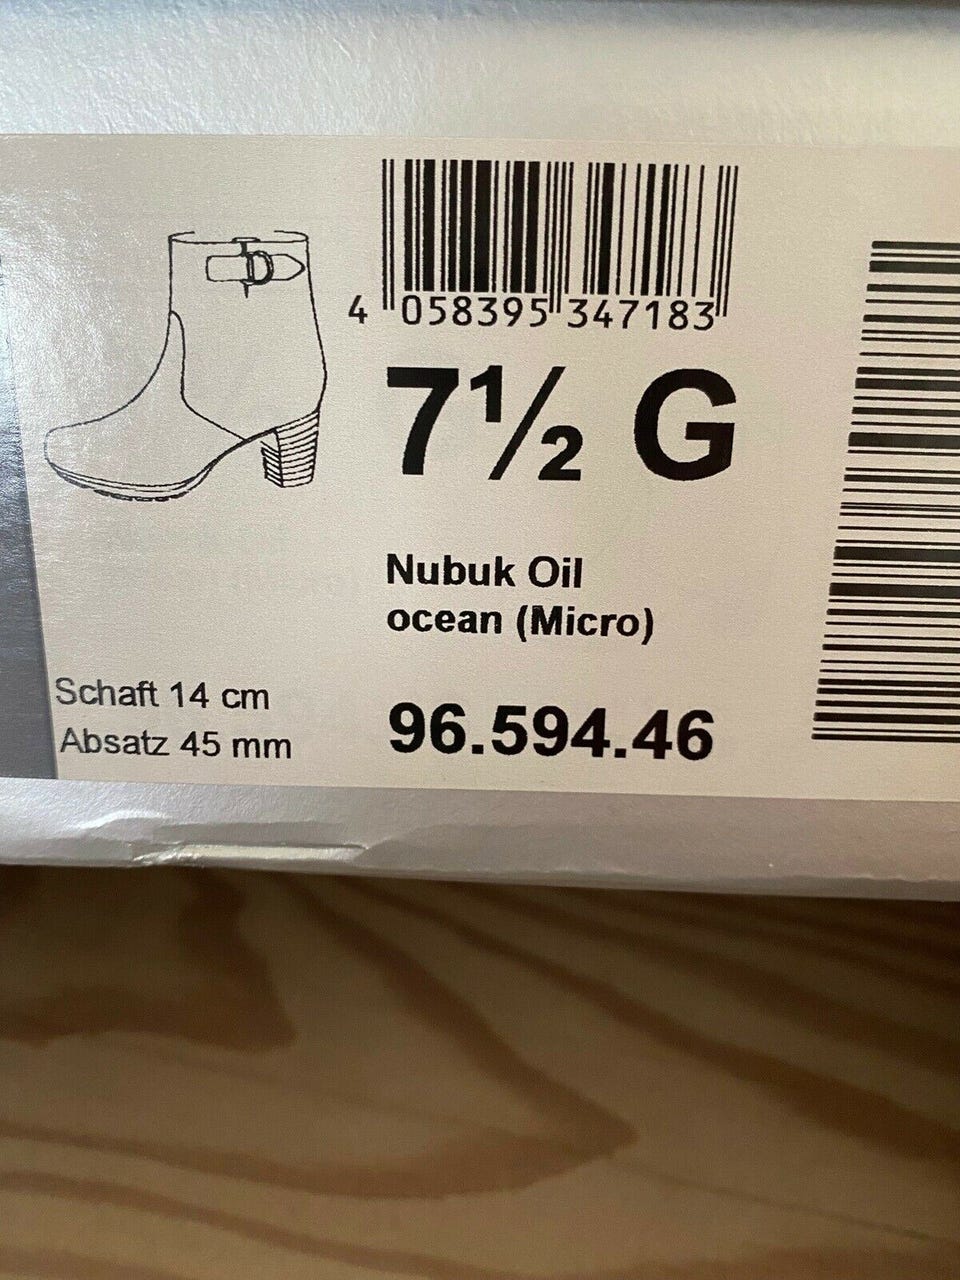 4 058395 347183
7½ G
Nubuk Oil
ocean (Micro)
Schaft 14 cm
Absatz 45 mm
96.594.46